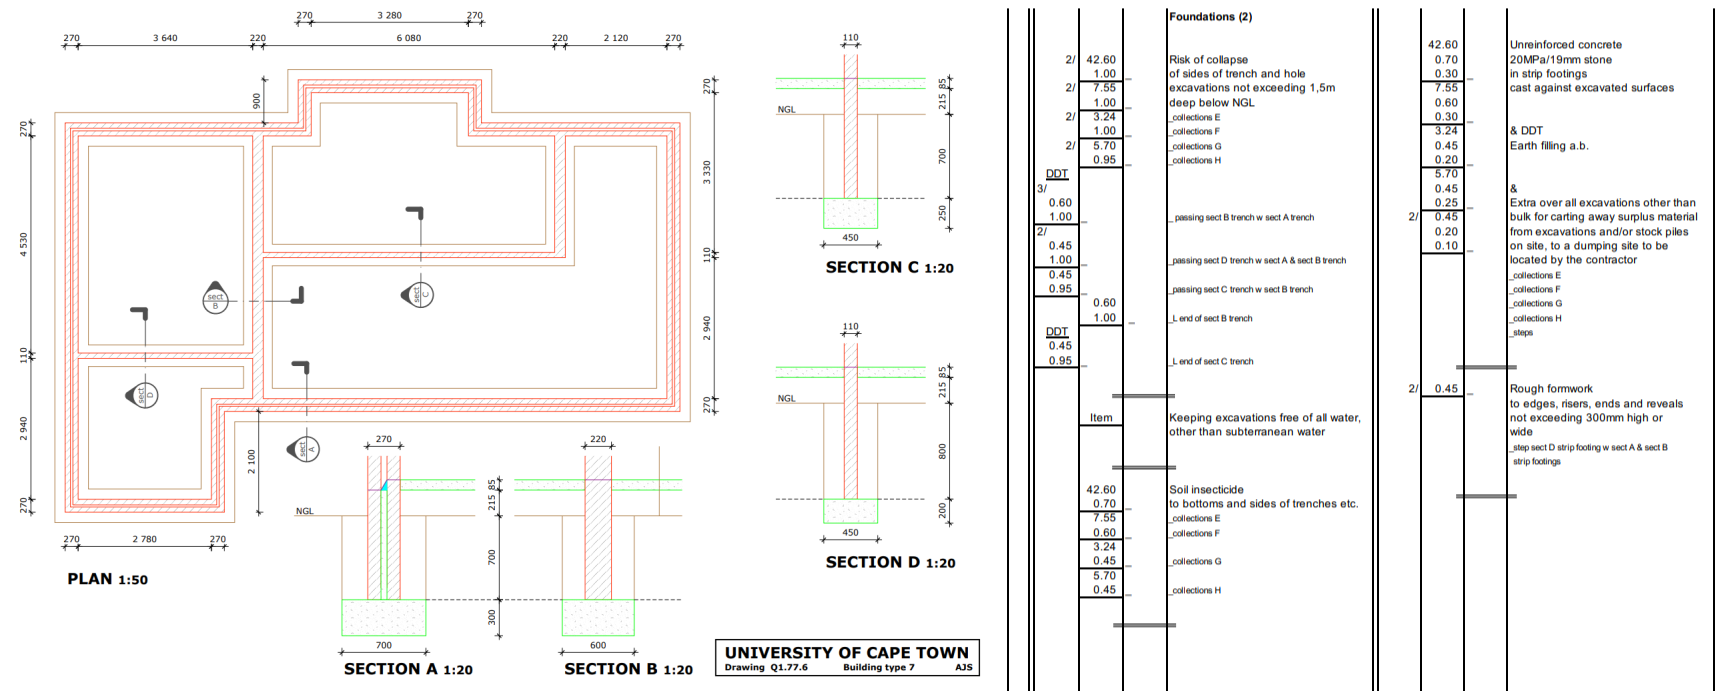 3 280
270
270
270
3 640
220
6 080
220
2 120
270
900
270
4 530
110
2 940
270
270
3 330
110
2 940
270
2 100
sect
B
sect
C
sect
D
sect
A
270
2 780
270
PLAN 1:50
270
NGL
85
215
700
300
700
SECTION A 1:20
220
600
SECTION B 1:20
110
NGL
85
215
700
250
450
SECTION C 1:20
110
NGL
85
215
800
200
450
SECTION D 1:20
UNIVERSITY OF CAPE TOWN
Drawing Q1.77.6 Building type 7 AJS
Foundations (2)
2/ 42.60 Risk of collapse
1.00 of sides of trench and hole
2/ 7.55 excavations not exceeding 1,5m
1.00 deep below NGL
2/ 3.24 _collections E
1.00 _collections F
2/ 5.70 _collections G
0.95 _collections H
DDT
3/
0.60
1.00 _passing sect B trench w sect A trench
2/
0.45
1.00 _passing sect D trench w sect A & sect B trench
0.45
0.95 _passing sect C trench w sect B trench
0.60
1.00 _L end of sect B trench
DDT
0.45
0.95 _L end of sect C trench
Item Keeping excavations free of all water,
other than subterranean water
42.60 Soil insecticide
0.70 to bottoms and sides of trenches etc.
7.55 _collections E
0.60 _collections F
3.24
0.45 _collections G
5.70
0.45 _collections H
42.60 Unreinforced concrete
0.70 20MPa/19mm stone
0.30 in strip footings
7.55 cast against excavated surfaces
0.60
0.30
3.24 & DDT
0.45 Earth filling a.b.
0.20
5.70
0.45 &
0.25 Extra over all excavations other than
2/ 0.45 bulk for carting away surplus material
0.20 from excavations and/or stock piles
0.10 on site, to a dumping site to be
located by the contractor
_collections E
_collections F
_collections G
_collections H
_steps
2/ 0.45 Rough formwork
to edges, risers, ends and reveals
not exceeding 300mm high or
wide
_step sect D strip footing w sect A & sect B
strip footings